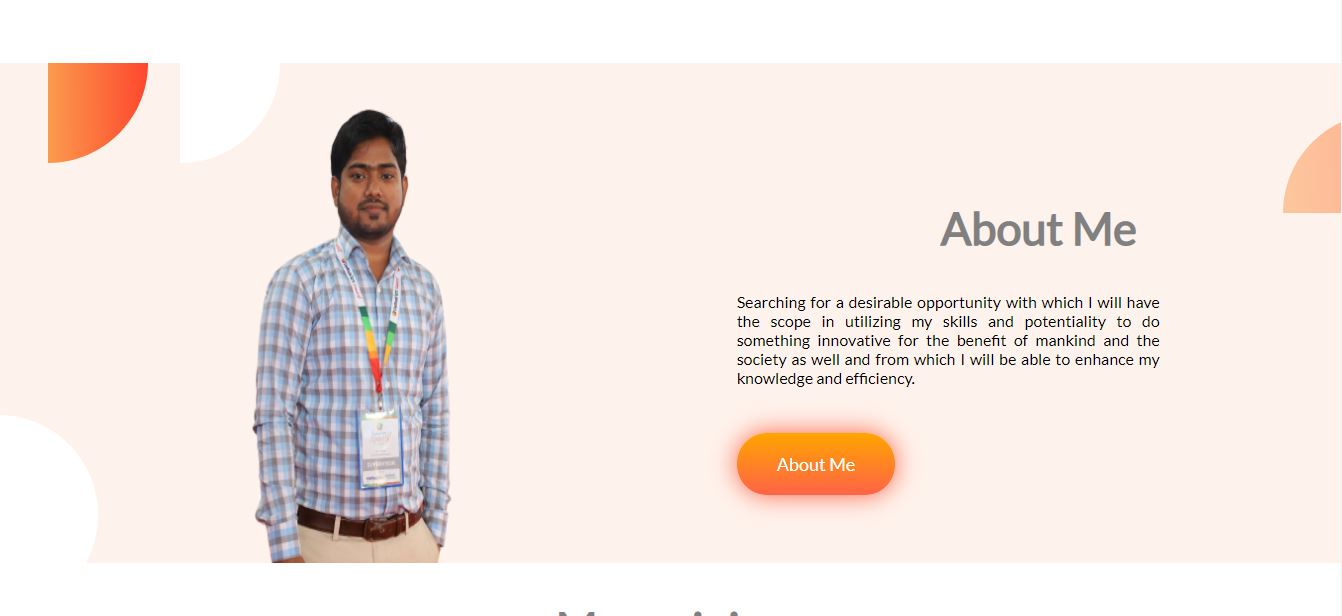 About Me
Searching for a desirable opportunity with which I will have
the scope in utilizing my skills and potentiality to do
something innovative for the benefit of mankind and the
society as well and from which I will be able to enhance my
knowledge and efficiency.
About Me